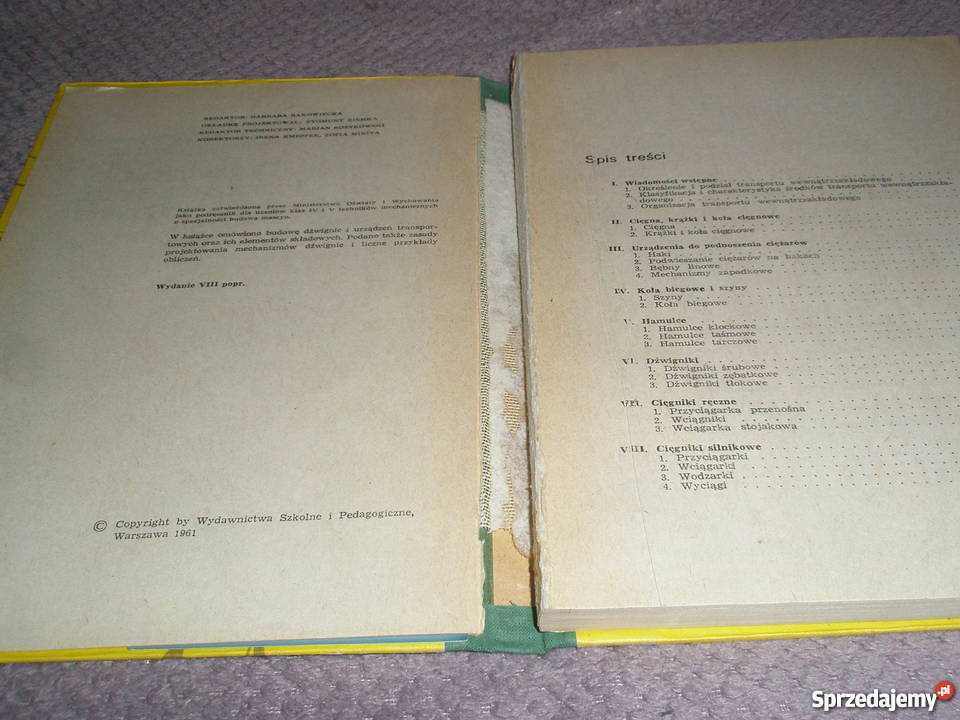 REDAKTOR: BARBARA RAKOWIECKA
OKŁADKĘ PROJEKTOWAŁ: ZYGMUNT ZIEMKA
REDAKTOR TECHNICZNY: MARIAN
KOREKTORZY: IRENA ZOFIA
Książka zatwierdzona przez Ministerstwo Oświaty i Wychowania
jako podręcznik dla uczniów klas IV i V techników mechanicznych
o specjalności budowa maszyn.
W książce omówiono budowę dźwignic i urządzeń transpor-
towych oraz ich elementów składowych. Podano także zasady
projektowania mechanizmów dźwignic i liczne przykłady
obliczeń.
Wydanie VIII popr.
© Copyright by Wydawnictwa Szkolne i Pedagogiczne,
Warszawa 1961
Spis treści
I. Wiadomości wstępne
1. Określenie i podział transportu wewnątrzzakładowego
2. Klasyfikacja i charakterystyka środków transportu wewnątrzzakła-
dowego
3. Organizacja transportu wewnątrzzakładowego
II. Cięgna, krążki i koła cięgnowe
1. Cięgna
2. Krążki i koła cięgnowe
III. Urządzenia do podnoszenia ciężarów
1. Haki
2. Podwieszanie ciężarów na hakach
3. Bębny linowe
4. Mechanizmy zapadkowe
IV. Koła biegowe i szyny
1. Szyny
2. Koła biegowe
V. Hamulce
1. Hamulce klockowe
2. Hamulce taśmowe
3. Hamulce tarczowe
VI. Dźwigniki
1. Dźwigniki śrubowe
2. Dźwigniki zębatkowe
3. Dźwigniki tłokowe
VII. Cięgniki ręczne
1. Przyciągarka przenośna
2. Wciągniki
3. Wciągarka stojakowa
VIII. Cięgniki silnikowe
1. Przyciągarki
2. Wciągarki
3. Wodzarki
4. Wyciągi
Sprzedajemy.pl